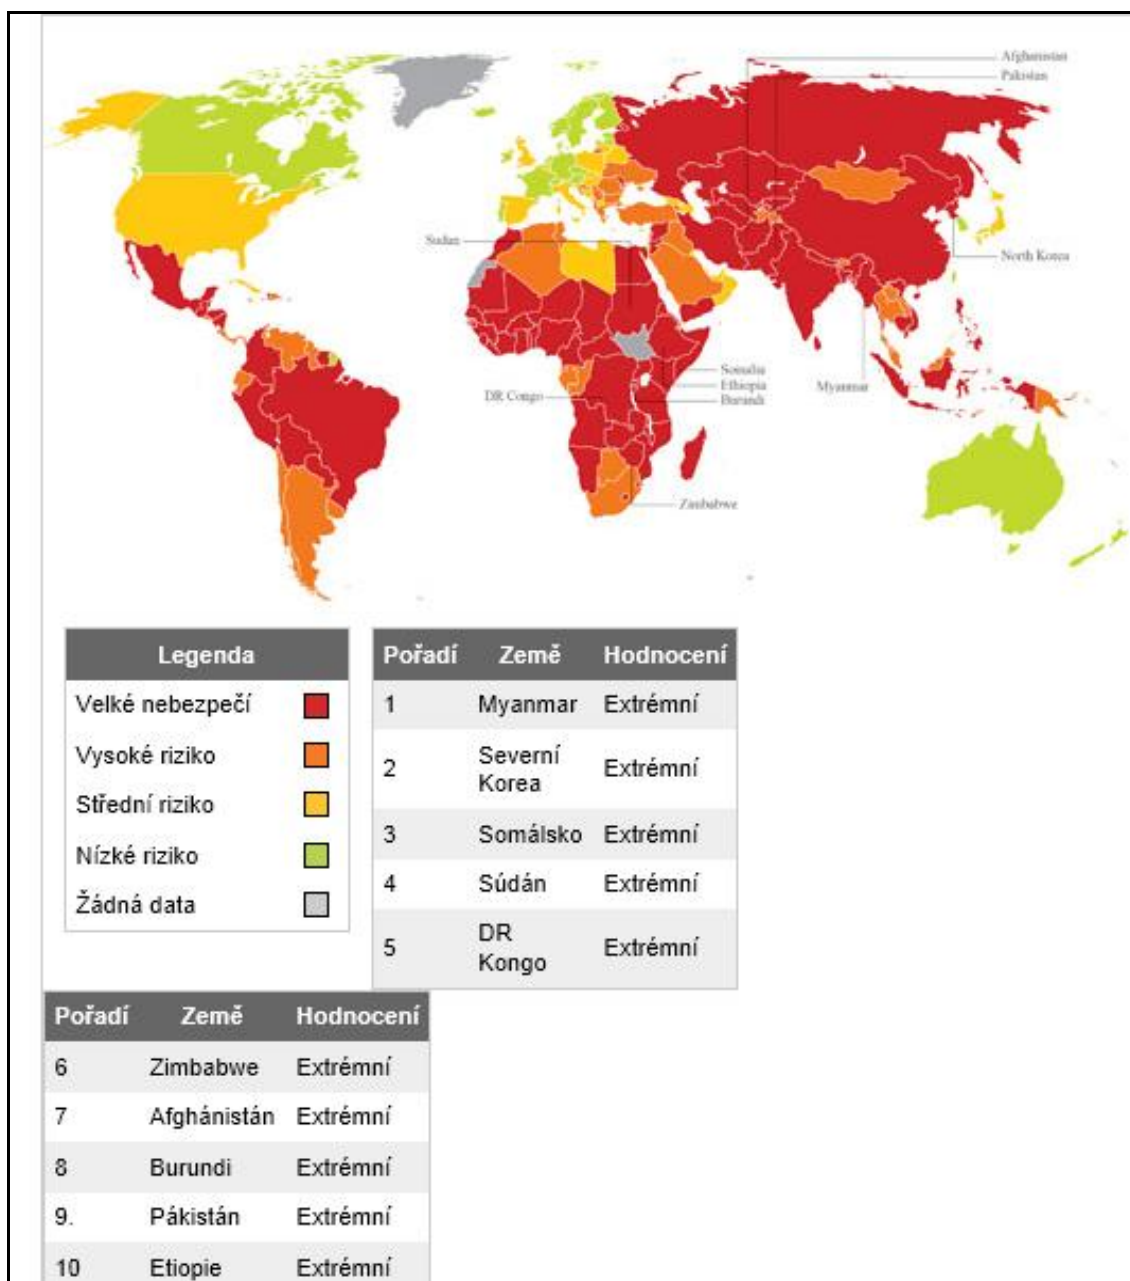 Afghanistan
Pakistan
Sudan
North Korea
Somalia
Ethiopia
DR Congo
Burundi
Myanmar
Zimbabwe
Legenda
Velké nebezpečí
Vysoké riziko
Střední riziko
Nízké riziko
Žádná data
Pořadí Země Hodnocení
1 Myanmar Extrémní
2 Severní Korea Extrémní
3 Somálsko Extrémní
4 Súdán Extrémní
5 DR Kongo Extrémní
Pořadí Země Hodnocení
6 Zimbabwe Extrémní
7 Afghánistán Extrémní
8 Burundi Extrémní
9. Pákistán Extrémní
10 Etiopie Extrémní